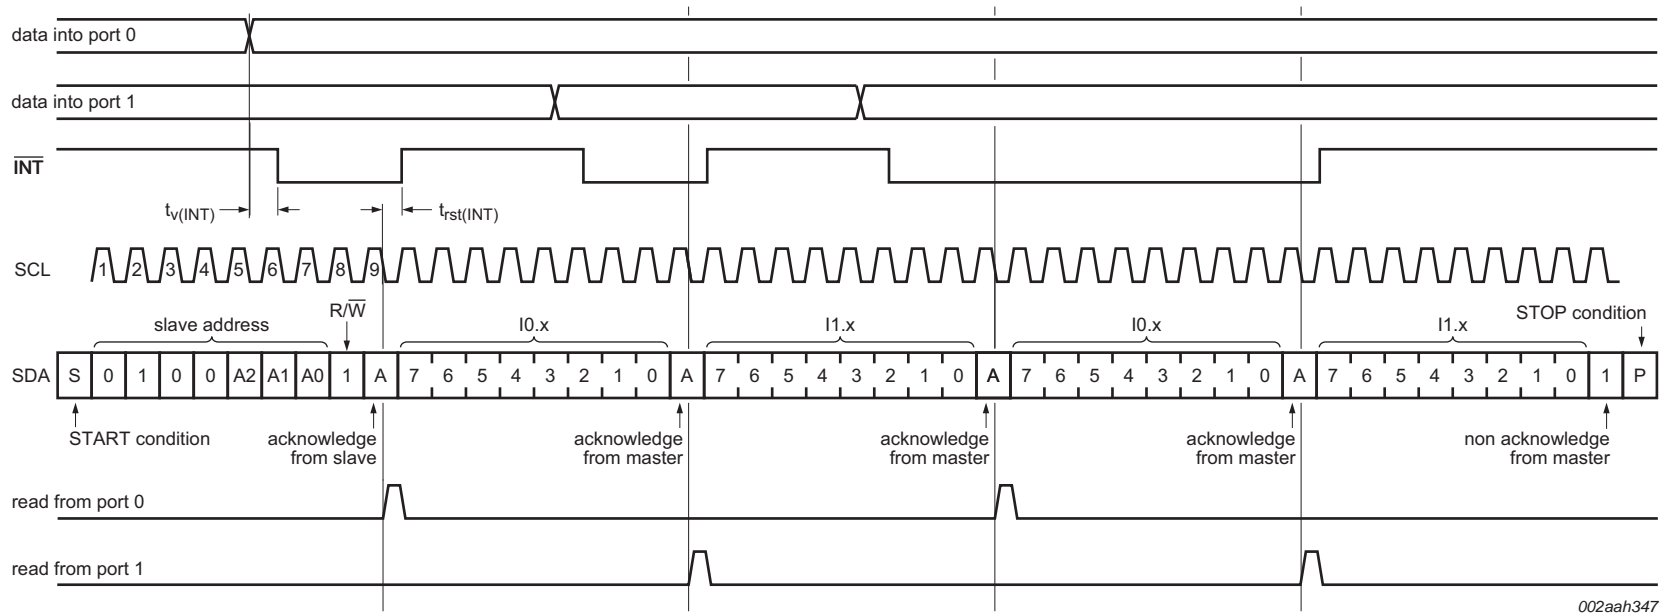 data into port 0
data into port 1
INT
tv(INT)
trst(INT)
SCL
1 2 3 4 5 6 7 8 9
R/W
slave address
I0.x
I1.x
I0.x
I1.x
STOP condition
SDA
S 0 1 0 0 A2 A1 A0 1 A 7 6 5 4 3 2 1 0 A 7 6 5 4 3 2 1 0 A 7 6 5 4 3 2 1 0 A 7 6 5 4 3 2 1 0 1 P
START condition
acknowledge
from slave
acknowledge
from master
acknowledge
from master
acknowledge
from master
non acknowledge
from master
read from port 0
read from port 1
002aah347